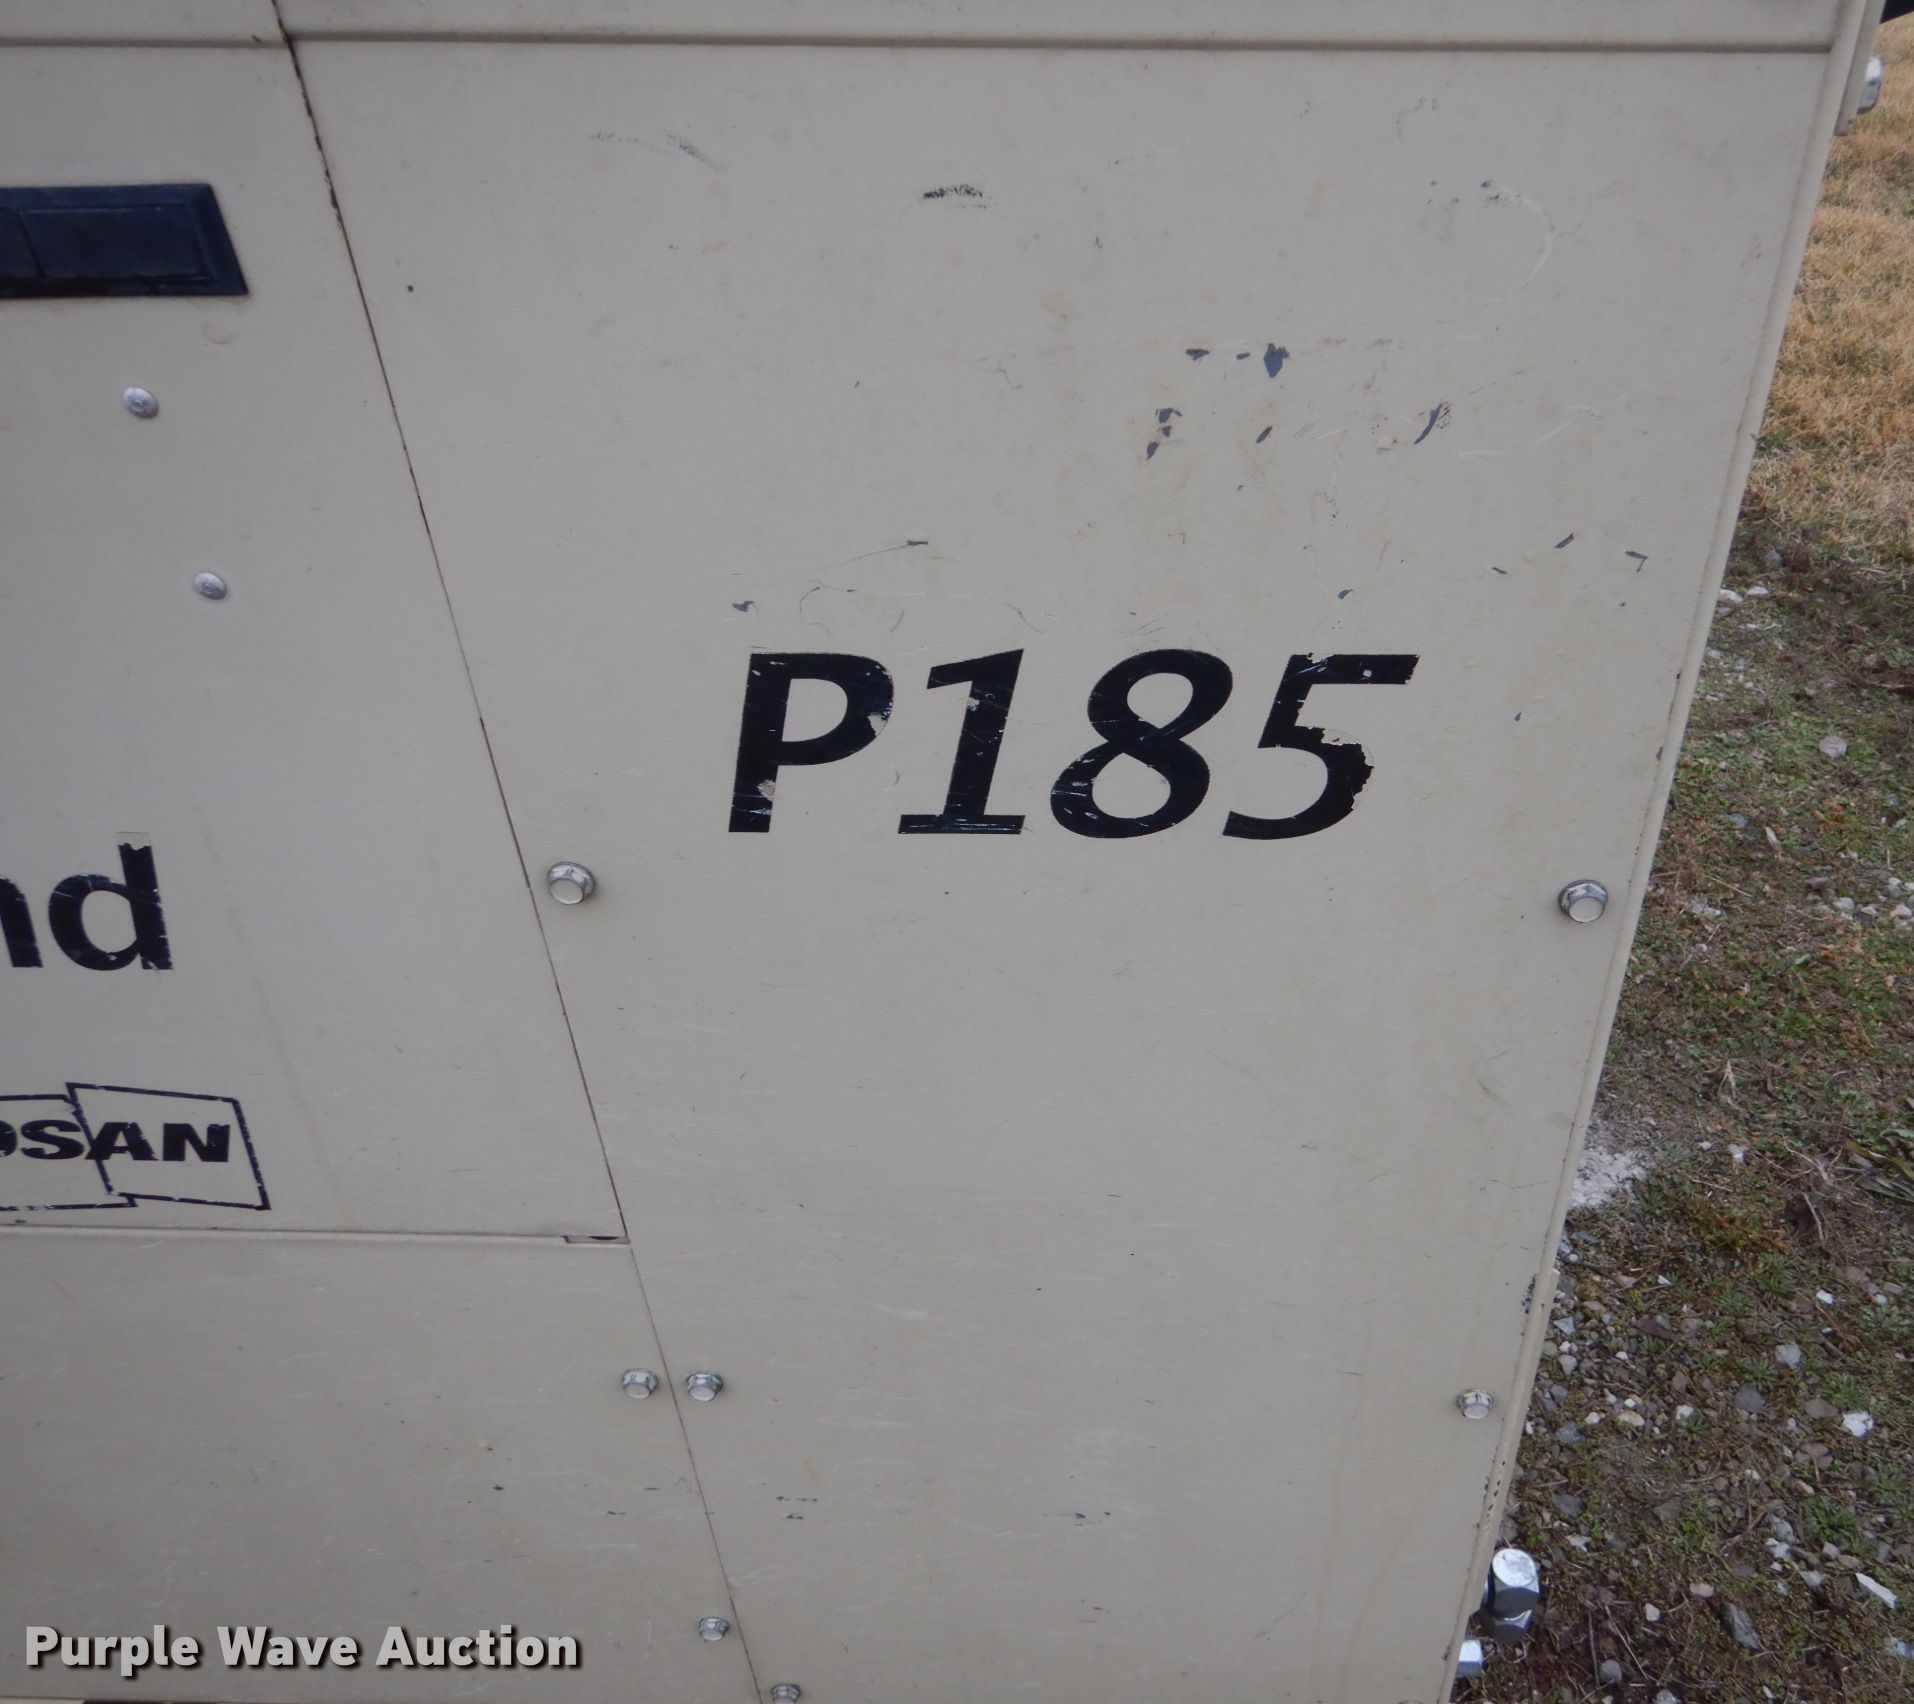 P185
nd
OSAN
Purple Wave Auction